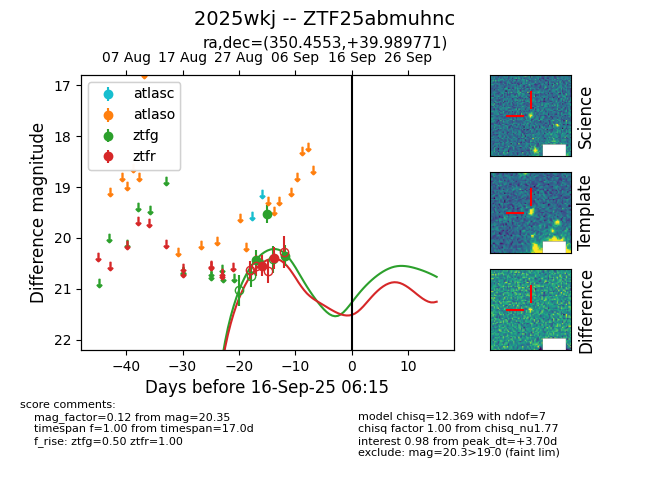 2025wkj -- ZTF25abmuhnc
ra,dec=(350.4553,+39.989771)
07 Aug 17 Aug 27 Aug 06 Sep 16 Sep 26 Sep
17
18
19
20
21
22
Difference magnitude
atlasc
atlaso
ztfg
ztfr
−40 −30 −20 −10 0 10
Days before 16-Sep-25 06:15
Science
Template
Difference
score comments:
mag_factor=0.12 from mag=20.35
timespan f=1.00 from timespan=17.0d
f_rise: ztfg=0.50 ztfr=1.00
model chisq=12.369 with ndof=7
chisq factor 1.00 from chisq_nu1.77
interest 0.98 from peak_dt=+3.70d
exclude: mag=20.3>19.0 (faint lim)